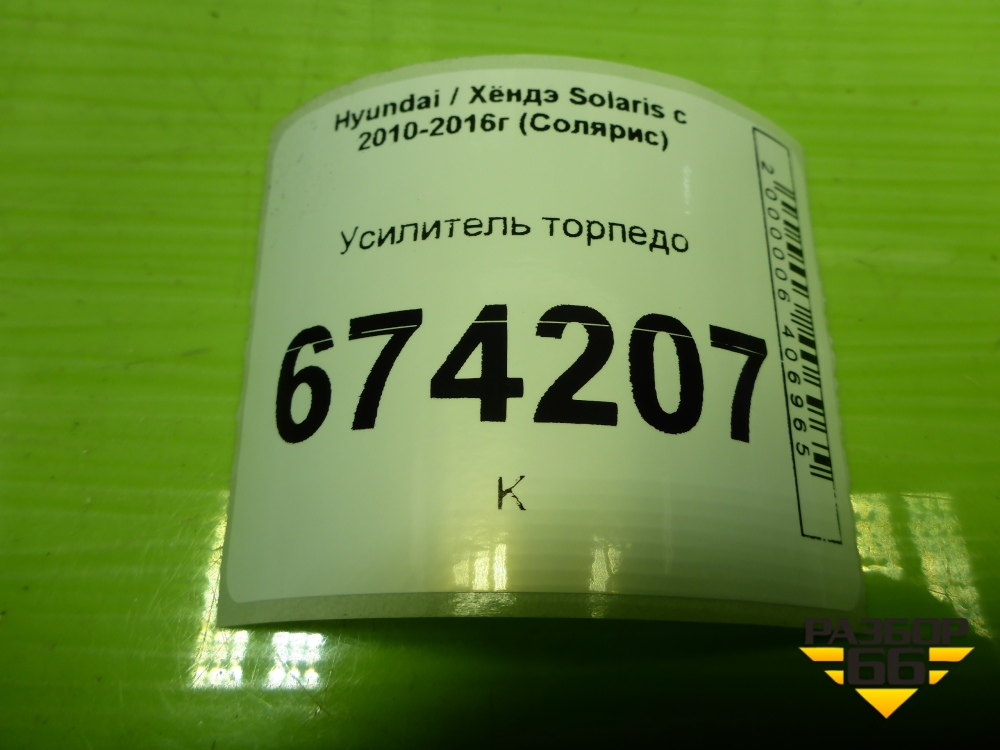 Hyundai / Хёндэ Solaris с
2010-2016г (Солярис)
Усилитель торпедо
674207
К
2000006406965
РАЗБОР
66